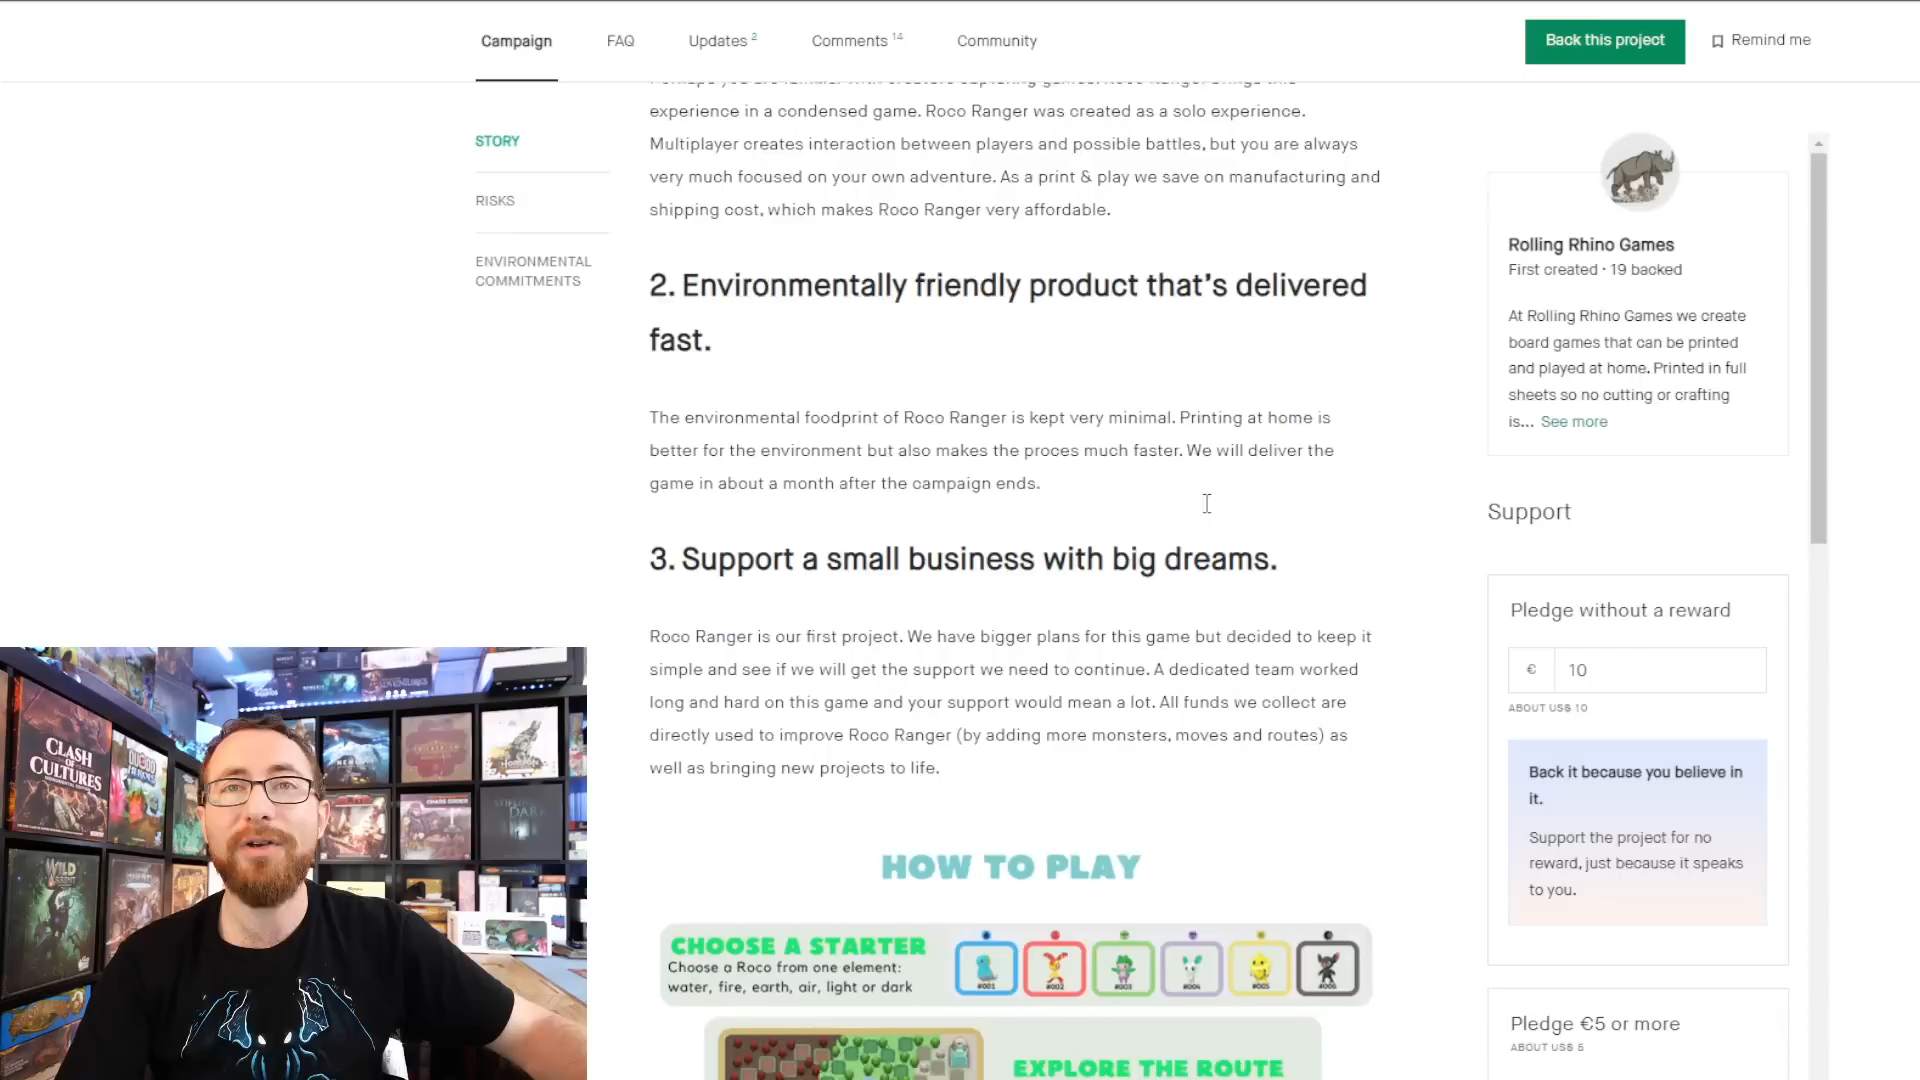 Campaign
FAQ
Updates 2
Comments 14
Community
Back this project
Remind me
STORY
RISKS
ENVIRONMENTAL
COMMITMENTS
experience in a condensed game. Roco Ranger was created as a solo experience.
Multiplayer creates interaction between players and possible battles, but you are always
very much focused on your own adventure. As a print & play we save on manufacturing and
shipping cost, which makes Roco Ranger very affordable.
2. Environmentally friendly product that's delivered
fast.
The environmental foodprint of Roco Ranger is kept very minimal. Printing at home is
better for the environment but also makes the proces much faster. We will deliver the
game in about a month after the campaign ends.
3. Support a small business with big dreams.
Roco Ranger is our first project. We have bigger plans for this game but decided to keep it
simple and see if we will get the support we need to continue. A dedicated team worked
long and hard on this game and your support would mean a lot. All funds we collect are
directly used to improve Roco Ranger (by adding more monsters, moves and routes) as
well as bringing new projects to life.
HOW TO PLAY
CHOOSE A STARTER
Choose a Roco from one element:
water, fire, earth, air, light or dark
#001
#002
#003
#004
#005
#006
EXPLORE THE ROUTE
Rolling Rhino Games
First created · 19 backed
At Rolling Rhino Games we create
board games that can be printed
and played at home. Printed in full
sheets so no cutting or crafting
is... See more
Support
Pledge without a reward
€ 10
ABOUT US$ 10
Back it because you believe in
it.
Support the project for no
reward, just because it speaks
to you.
Pledge €5 or more
ABOUT US$ 5
CLASH
OF
CULTURES
WILD